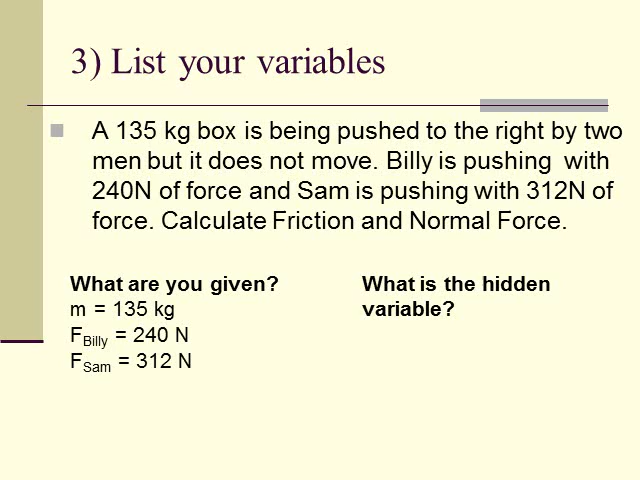 3) List your variables
A 135 kg box is being pushed to the right by two
men but it does not move. Billy is pushing with
240N of force and Sam is pushing with 312N of
force. Calculate Friction and Normal Force.
What are you given?
m = 135 kg
FBilly = 240 N
FSam = 312 N
What is the hidden
variable?